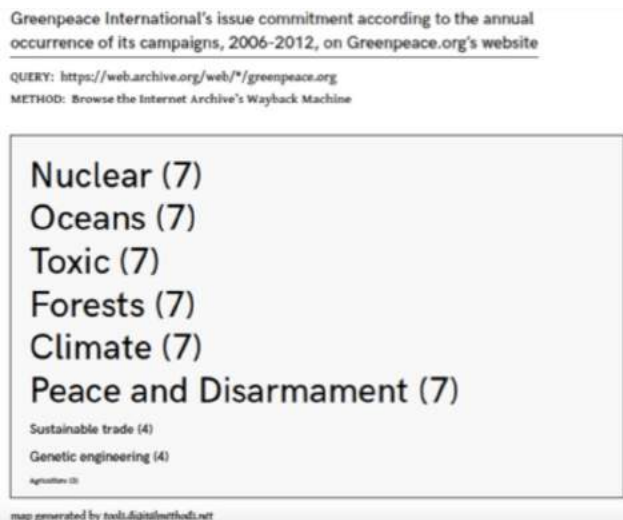 Greenpeace International's issue commitment according to the annual
occurrence of its campaigns, 2006-2012, on Greenpeace.org's website
QUERY: https://web.archive.org/web/*/greenpeace.org
METHOD: Browse the Internet Archive's Wayback Machine
Nuclear (7)
Oceans (7)
Toxic (7)
Forests (7)
Climate (7)
Peace and Disarmament (7)
Sustainable trade (4)
Genetic engineering (4)
Agriculture
map generated by tools.digitalmethods.net